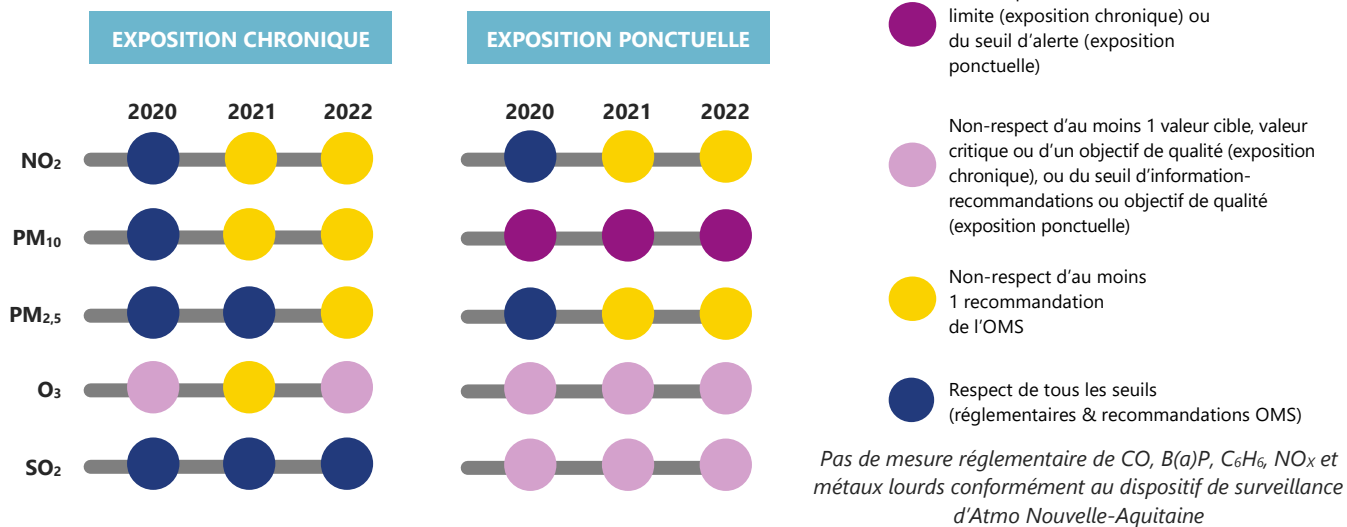 EXPOSITION CHRONIQUE
2020 2021 2022
EXPOSITION PONCTUELLE
2020 2021 2022
NO₂
PM₁₀
PM₂,₅
O₃
SO₂
limite (exposition chronique) ou
du seuil d’alerte (exposition
ponctuelle)
Non-respect d’au moins 1 valeur cible, valeur
critique ou d’un objectif de qualité (exposition
chronique), ou du seuil d’information-
recommandations ou objectif de qualité
(exposition ponctuelle)
Non-respect d’au moins
1 recommandation
de l’OMS
Respect de tous les seuils
(réglementaires & recommandations OMS)
Pas de mesure réglementaire de CO, B(a)P, C₆H₆, NOₓ et
métaux lourds conformément au dispositif de surveillance
d’Atmo Nouvelle-Aquitaine